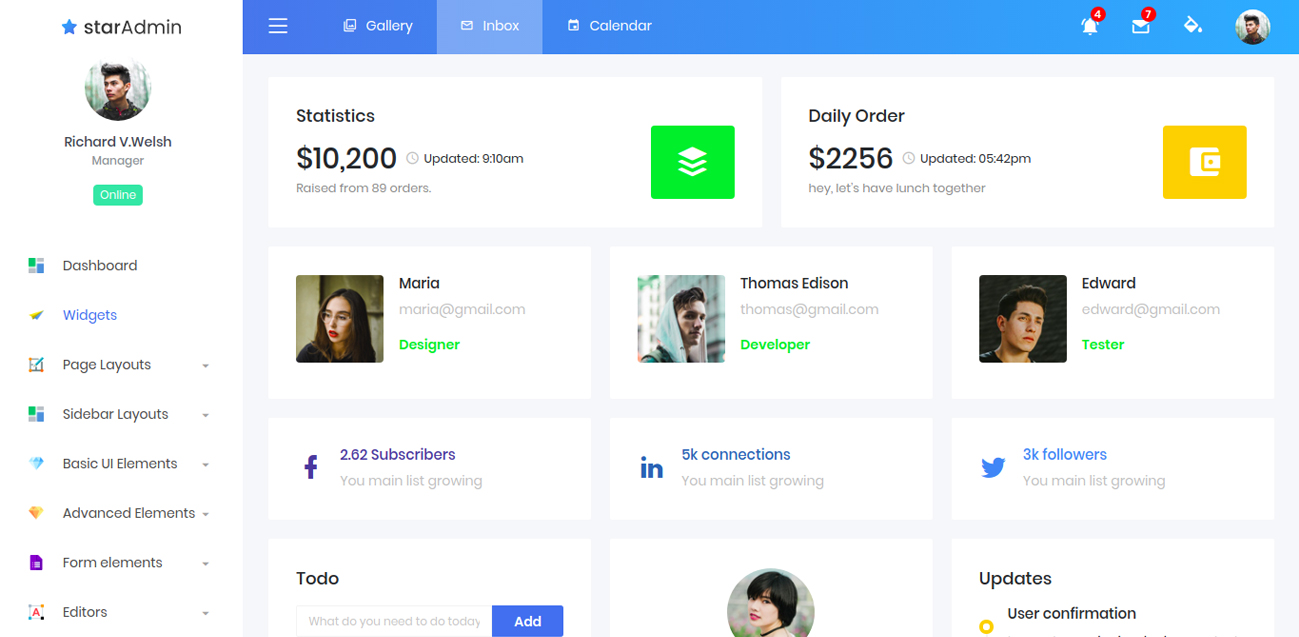 starAdmin
Gallery
Inbox
Calendar
4
7
Richard V.Welsh
Manager
Online
Dashboard
Widgets
Page Layouts
Sidebar Layouts
Basic UI Elements
Advanced Elements
Form elements
A
Editors
Statistics
$10,200 Updated: 9:10am
Raised from 89 orders.
Daily Order
$2256 Updated: 05:42pm
hey, let's have lunch together
Maria
maria@gmail.com
Designer
Thomas Edison
thomas@gmail.com
Developer
Edward
edward@gmail.com
Tester
f
2.62 Subscribers
You main list growing
in
5k connections
You main list growing
3k followers
You main list growing
Todo
What do you need to do today
Add
Updates
User confirmation